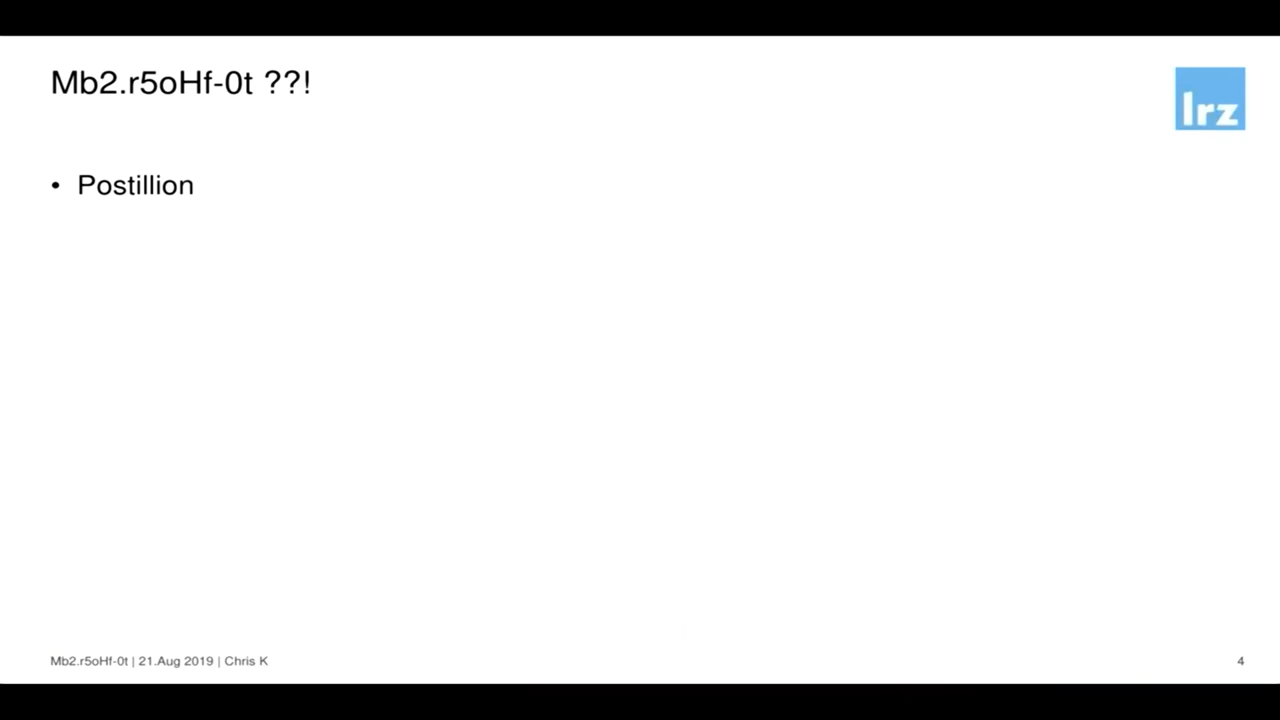 Mb2.r5oHf-0t ??!
lrz
• Postillion
Mb2.r5oHf-0t | 21.Aug 2019 | Chris K
4